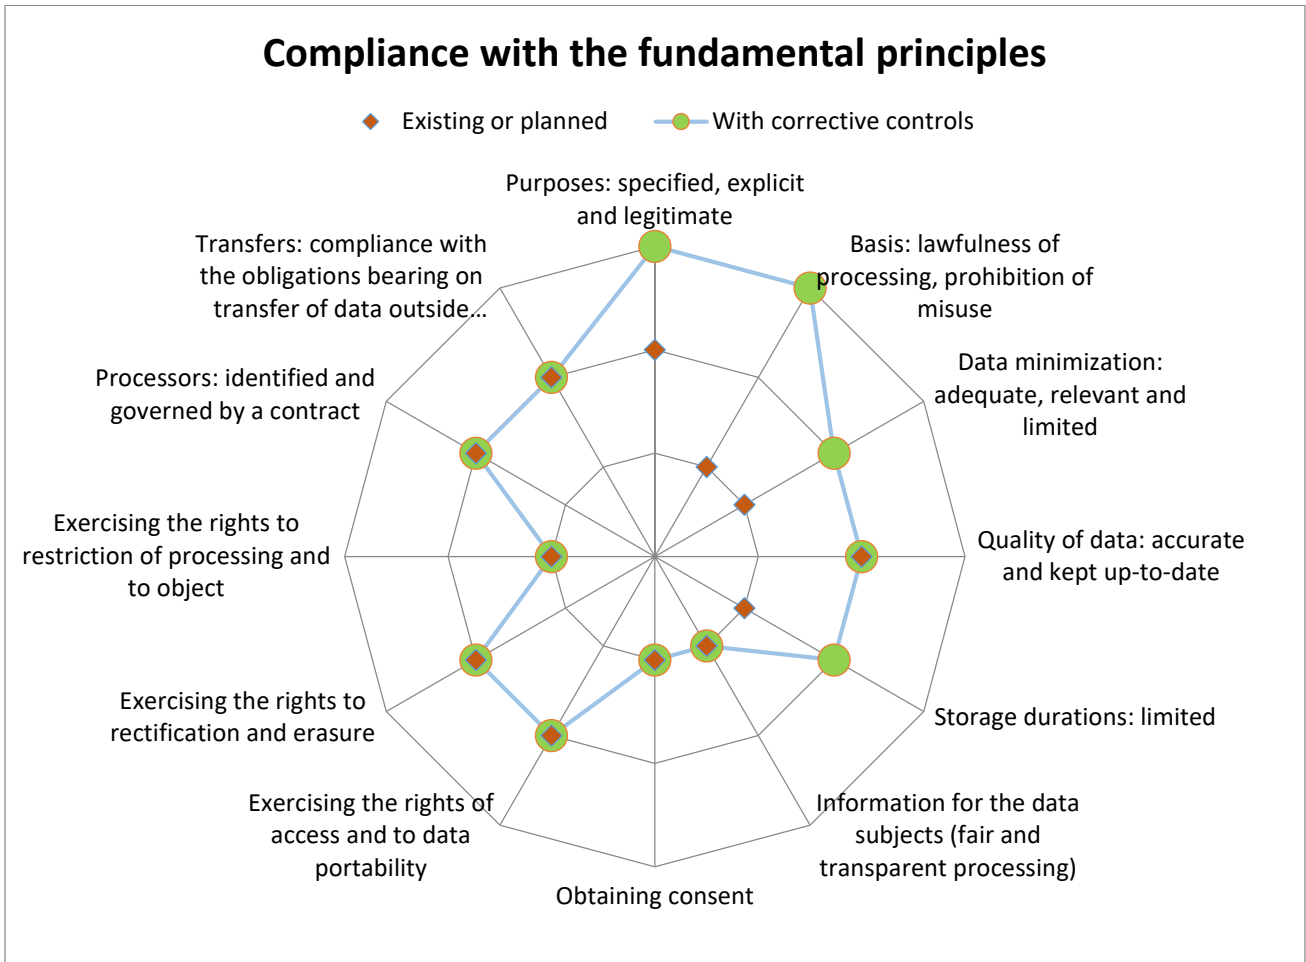 Compliance with the fundamental principles
Existing or planned
With corrective controls
Purposes: specified, explicit
and legitimate
Basis: lawfulness of
processing, prohibition of
misuse
Data minimization:
adequate, relevant and
limited
Quality of data: accurate
and kept up-to-date
Storage durations: limited
Information for the data
subjects (fair and
transparent processing)
Obtaining consent
Exercising the rights of
access and to data
portability
Exercising the rights to
rectification and erasure
Exercising the rights to
restriction of processing and
to object
Processors: identified and
governed by a contract
Transfers: compliance with
the obligations bearing on
transfer of data outside...